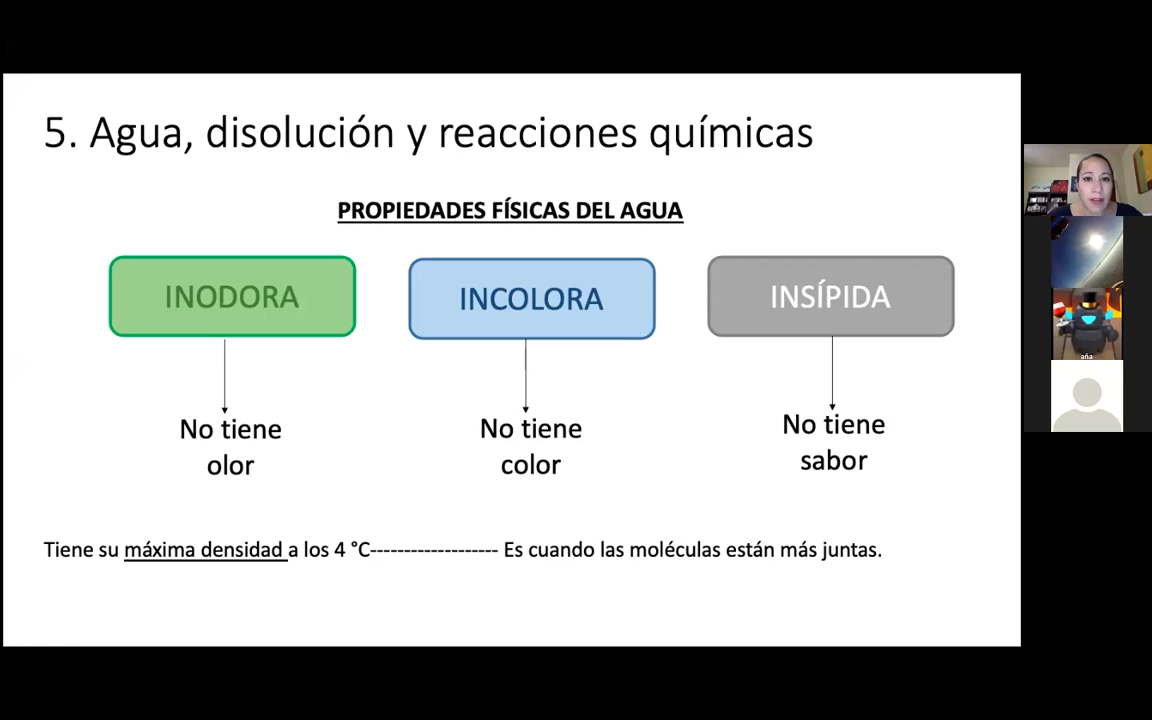 5. Agua, disolución y reacciones químicas
PROPIEDADES FÍSICAS DEL AGUA
INODORA
INCOLORA
INSÍPIDA
No tiene
olor
No tiene
color
No tiene
sabor
Tiene su máxima densidad a los 4 °C------------------- Es cuando las moléculas están más juntas.
aña